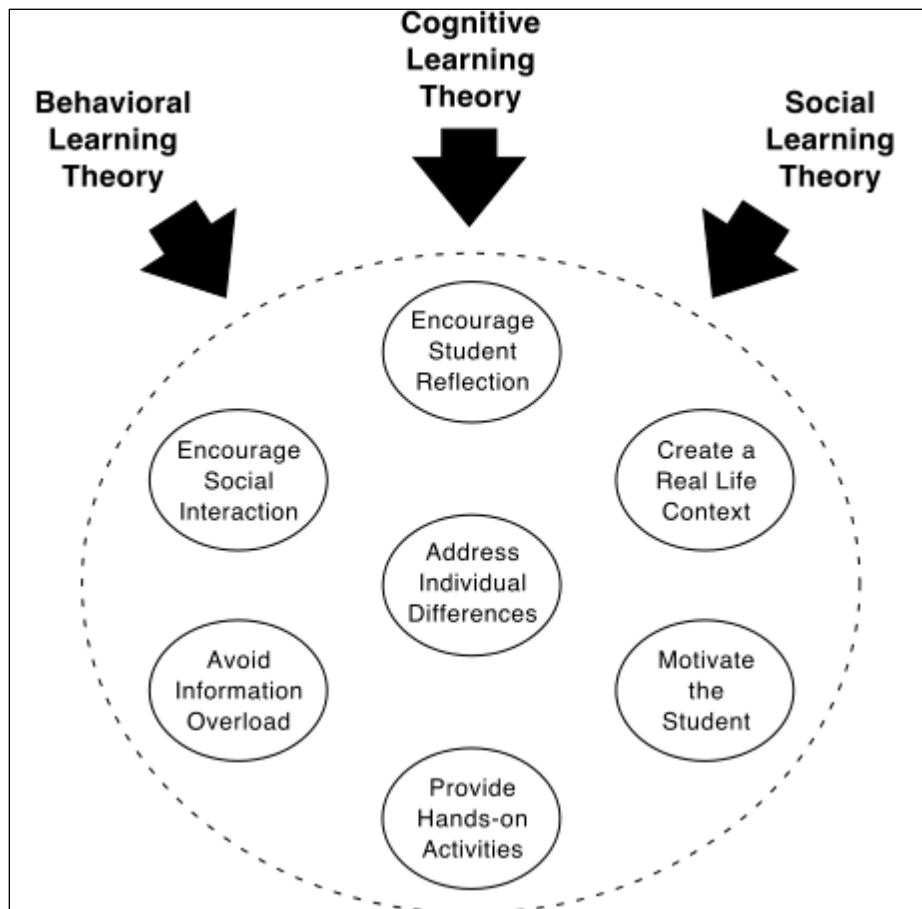 Cognitive
Learning
Theory
Behavioral
Learning
Theory
Social
Learning
Theory
Encourage
Student
Reflection
Encourage
Social
Interaction
Create a
Real Life
Context
Address
Individual
Differences
Avoid
Information
Overload
Motivate
the
Student
Provide
Hands-on
Activities